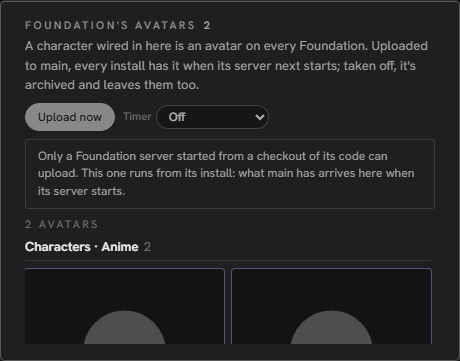 FOUNDATION'S AVATARS 2
A character wired in here is an avatar on every Foundation. Uploaded
to main, every install has it when its server next starts; taken off, it's
archived and leaves them too.
Upload now Timer Off
Only a Foundation server started from a checkout of its code can
upload. This one runs from its install: what main has arrives here when
its server starts.
2 AVATARS
Characters · Anime 2